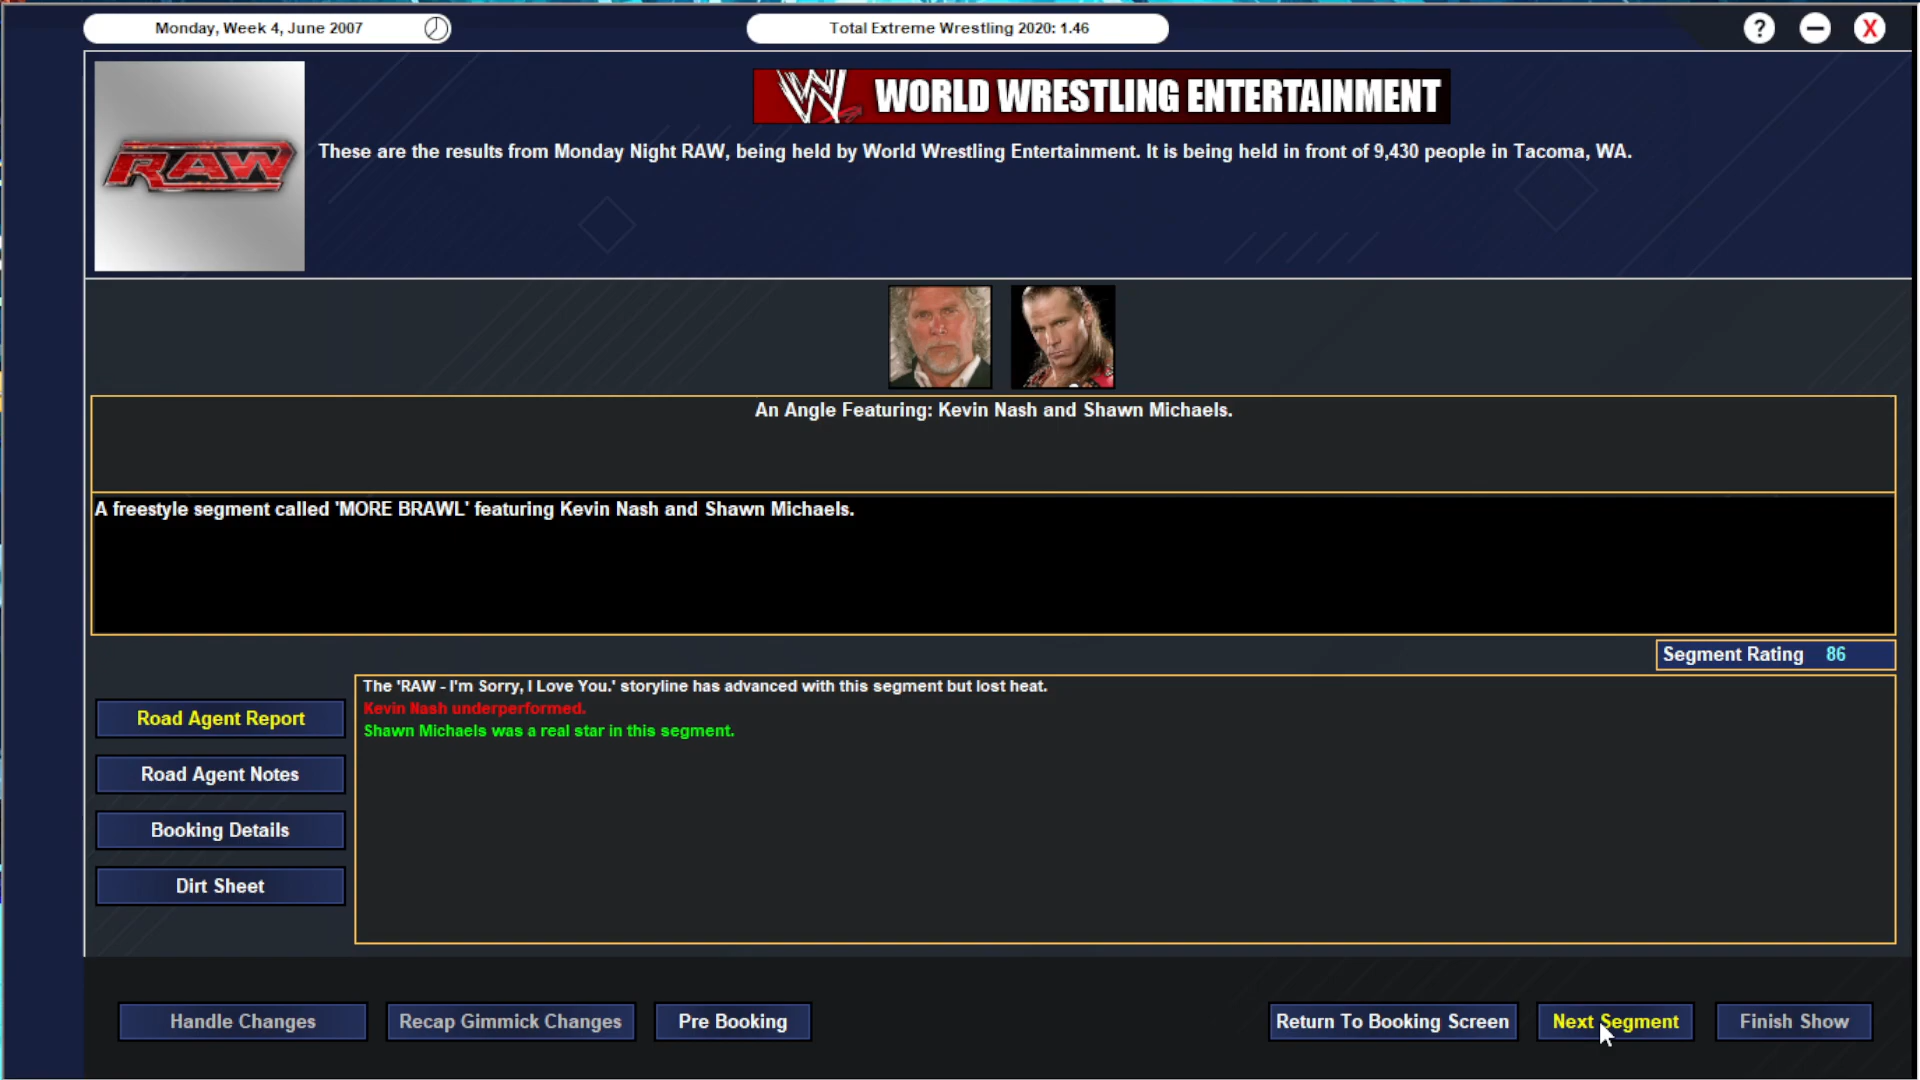 Monday, Week 4, June 2007
Total Extreme Wrestling 2020: 1.46
?
X
RAW
W WORLD WRESTLING ENTERTAINMENT
These are the results from Monday Night RAW, being held by World Wrestling Entertainment. It is being held in front of 9,430 people in Tacoma, WA.
An Angle Featuring: Kevin Nash and Shawn Michaels.
A freestyle segment called 'MORE BRAWL' featuring Kevin Nash and Shawn Michaels.
Segment Rating 86
The 'RAW - I'm Sorry, I Love You.' storyline has advanced with this segment but lost heat.
Kevin Nash underperformed.
Shawn Michaels was a real star in this segment.
Road Agent Report
Road Agent Notes
Booking Details
Dirt Sheet
Handle Changes
Recap Gimmick Changes
Pre Booking
Return To Booking Screen
Next Segment
Finish Show